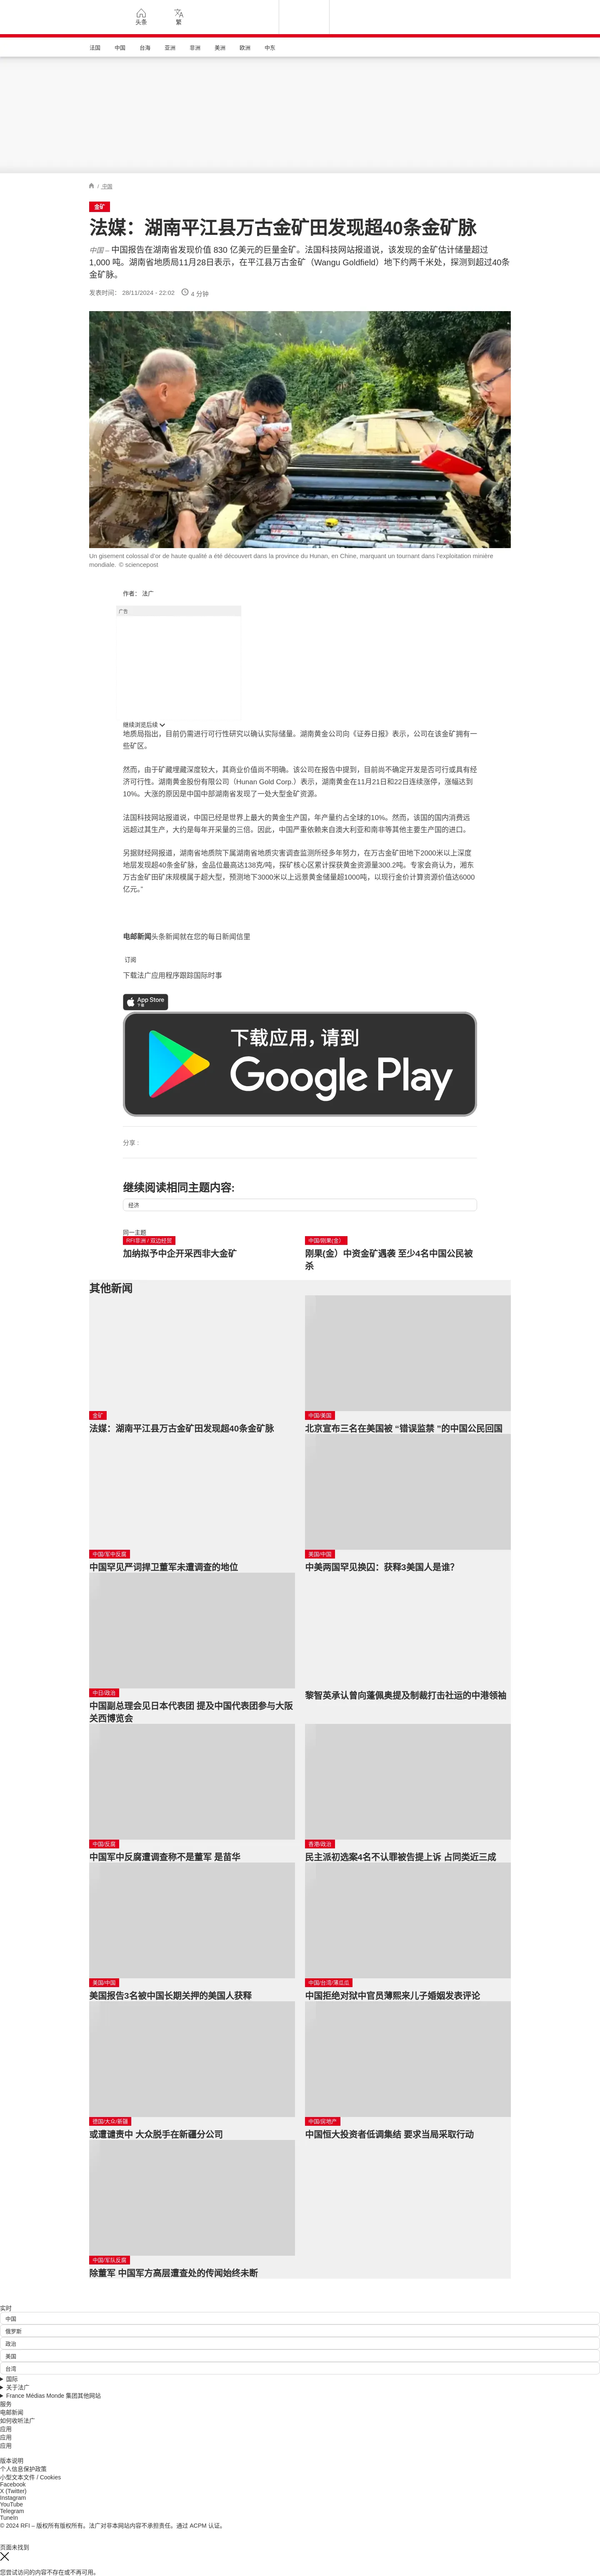 头条
繁
法国
中国
台海
亚洲
非洲
美洲
欧洲
中东
/ 中国
金矿
法媒：湖南平江县万古金矿田发现超40条金矿脉
中国 – 中国报告在湖南省发现价值 830 亿美元的巨量金矿。法国科技网站报道说，该发现的金矿估计储量超过
1,000 吨。湖南省地质局11月28日表示，在平江县万古金矿（Wangu Goldfield）地下约两千米处，探测到超过40条
金矿脉。
发表时间： 28/11/2024 - 22:02
4 分钟
Un gisement colossal d’or de haute qualité a été découvert dans la province du Hunan, en Chine, marquant un tournant dans l’exploitation minière
mondiale. © sciencepost
作者： 法广
广告
继续浏览后续
地质局指出，目前仍需进行可行性研究以确认实际储量。湖南黄金公司向《证券日报》表示，公司在该金矿拥有一
些矿区。
然而，由于矿藏埋藏深度较大，其商业价值尚不明确。该公司在报告中提到，目前尚不确定开发是否可行或具有经
济可行性。湖南黄金股份有限公司（Hunan Gold Corp.）表示，湖南黄金在11月21日和22日连续涨停，涨幅达到
10%。大涨的原因是中国中部湖南省发现了一处大型金矿资源。
法国科技网站报道说，中国已经是世界上最大的黄金生产国，年产量约占全球的10%。然而，该国的国内消费远
远超过其生产，大约是每年开采量的三倍。因此，中国严重依赖来自澳大利亚和南非等其他主要生产国的进口。
另据财经网报道，湖南省地质院下属湖南省地质灾害调查监测所经多年努力，在万古金矿田地下2000米以上深度
地层发现超40条金矿脉，金品位最高达138克/吨，探矿核心区累计探获黄金资源量300.2吨。专家会商认为，湘东
万古金矿田矿床规模属于超大型，预测地下3000米以上远景黄金储量超1000吨，以现行金价计算资源价值达6000
亿元。”
电邮新闻头条新闻就在您的每日新闻信里
订阅
下载法广应用程序跟踪国际时事
App Store
下载
下载应用，请到
Google Play
分享 :
继续阅读相同主题内容:
经济
同一主题
RFI非洲 / 双边经贸
加纳拟予中企开采西非大金矿
中国/刚果(金）
刚果(金）中资金矿遇袭 至少4名中国公民被
杀
其他新闻
金矿
法媒：湖南平江县万古金矿田发现超40条金矿脉
中国/美国
北京宣布三名在美国被 “错误监禁 ”的中国公民回国
中国/军中反腐
中国罕见严词捍卫董军未遭调查的地位
美国/中国
中美两国罕见换囚：获释3美国人是谁？
中日/政治
中国副总理会见日本代表团 提及中国代表团参与大阪
关西博览会
黎智英承认曾向蓬佩奥提及制裁打击社运的中港领袖
中国/反腐
中国军中反腐遭调查称不是董军 是苗华
香港/政治
民主派初选案4名不认罪被告提上诉 占同类近三成
美国/中国
美国报告3名被中国长期关押的美国人获释
中国/台湾/薄瓜瓜
中国拒绝对狱中官员薄熙来儿子婚姻发表评论
德国/大众/新疆
或遭谴责中 大众脱手在新疆分公司
中国/房地产
中国恒大投资者低调集结 要求当局采取行动
中国/军队反腐
除董军 中国军方高层遭查处的传闻始终未断
实时
中国
俄罗斯
政治
美国
台湾
国际
关于法广
France Médias Monde 集团其他网站
服务
电邮新闻
如何收听法广
应用
应用
应用
版本说明
个人信息保护政策
小型文本文件 / Cookies
Facebook
X (Twitter)
Instagram
YouTube
Telegram
Tunein
© 2024 RFI – 版权所有版权所有。法广对非本网站内容不承担责任。通过 ACPM 认证。
页面未找到
您尝试访问的内容不存在或不再可用。